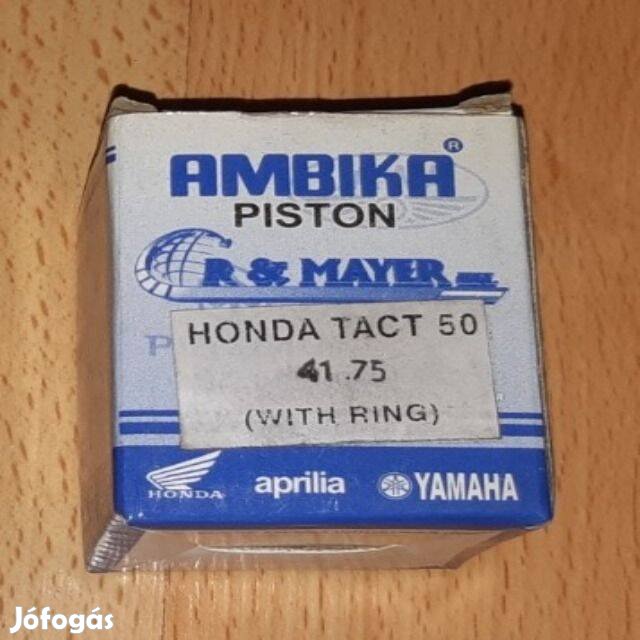 AMBIKA®
PISTON
R & MAYER
HONDA TACT 50
41.75
(WITH RING)
HONDA
aprilia
YAMAHA
Jófogás